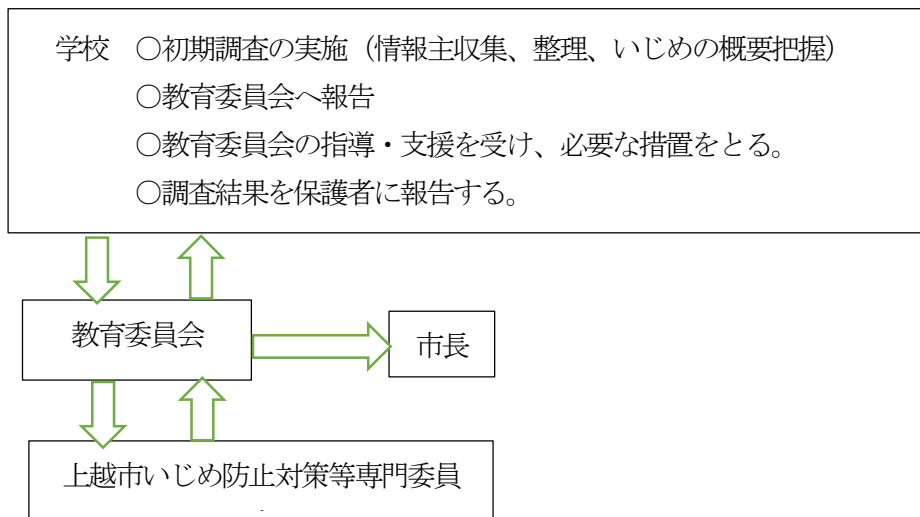 学校 ○初期調査の実施（情報主収集、整理、いじめの概要把握）
○教育委員会へ報告
○教育委員会の指導・支援を受け、必要な措置をとる。
○調査結果を保護者に報告する。
教育委員会
市長
上越市いじめ防止対策等専門委員